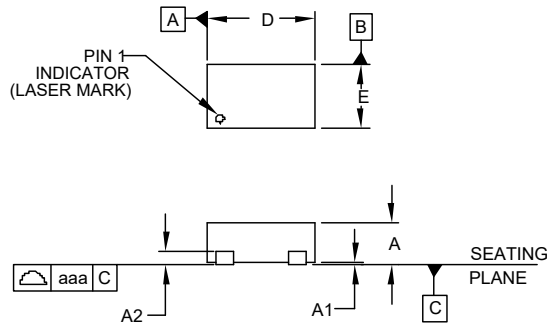 A
D
B
PIN 1
INDICATOR
(LASER MARK)
E
A
SEATING
PLANE
aaa C
A2
A1
C